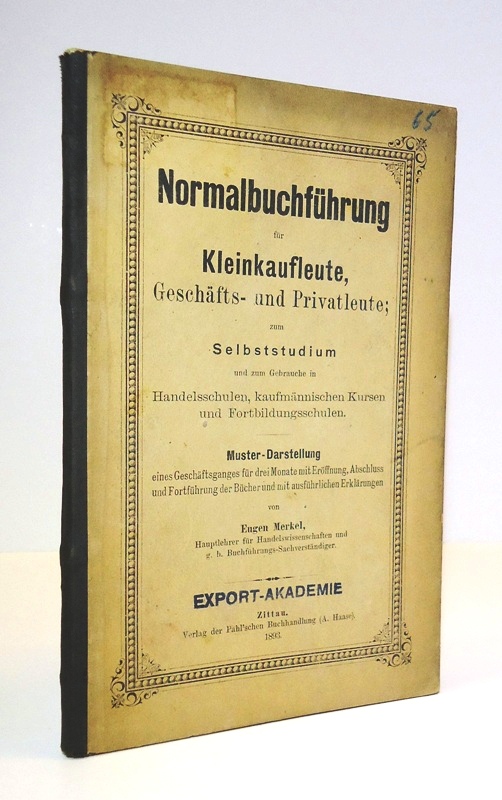 65
Normalbuchführung
für
Kleinkaufleute,
Geschäfts- und Privatleute;
zum
Selbststudium
und zum Gebrauche in
Handelsschulen, kaufmännischen Kursen
und Fortbildungsschulen.
Muster-Darstellung
eines Geschäftsganges für drei Monate mit Eröffnung, Abschluss
und Fortführung der Bücher und mit ausführlichen Erklärungen
von
Eugen Merkel,
Hauptlehrer für Handelswissenschaften und
g. b. Buchführungs-Sachverständiger.
EXPORT-AKADEMIE
Zittau.
Verlag der Pahl'schen Buchhandlung (A. Haase).
1893.